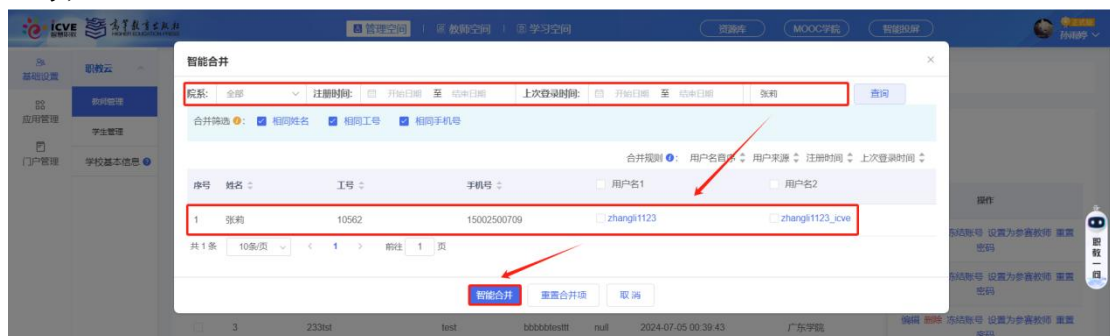 icve 智慧职教 高等教育出版社 管理空间 教师空间 学习空间 资源库 MOOC学院 智能投屏
基础设置 职教云
应用管理 教师管理
学生管理
门户管理 学校基本信息
智能合并
院系: 全部 注册时间: 开始日期 至 结束日期 上次登录时间: 开始日期 至 结束日期 张莉 查询
合并筛选: 相同姓名 相同工号 相同手机号
合并规则: 用户名首序 用户来源 注册时间 上次登录时间
序号 姓名 工号 手机号 用户名1 用户名2
1 张莉 10562 15002500709 zhangli1123 zhangli1123_icve
共 1 条 10条/页 < 1 > 前往 1 页
智能合并 重置合并项 取消
操作
冻结账号 设置为参赛教师 重置
密码
冻结账号 设置为参赛教师 重置
密码
3 233tst test bbbbbtesttt null 2024-07-05 00:39:43 广东学院 编辑 删除 冻结账号 设置为参赛教师 重置
密码
职教一问